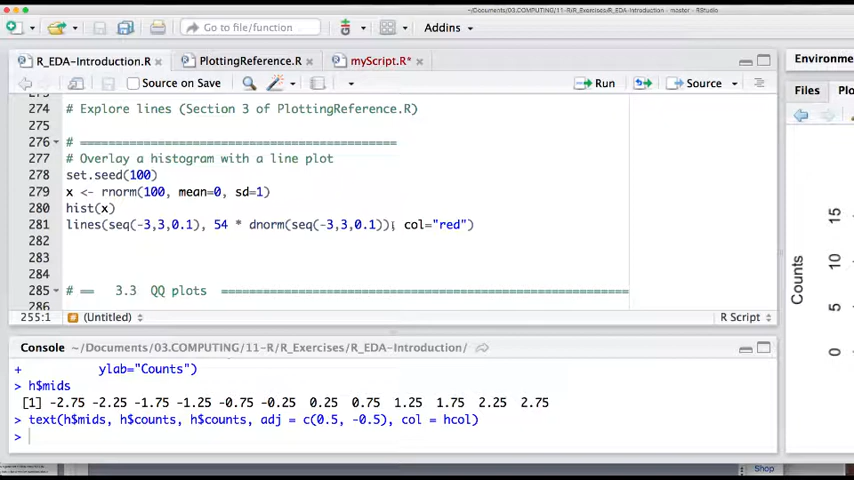 ~/Documents/03.COMPUTING/11-R/R_Exercises/R_EDA-Introduction - master - RStudio
Go to file/function
Addins
R_EDA-Introduction.R
PlottingReference.R
myScript.R*
Environme
Source on Save
Run
Source
Files
Plo
274 # Explore lines (Section 3 of PlottingReference.R)
275
276 # =============================================
277 # Overlay a histogram with a line plot
278 set.seed(100)
279 x <- rnorm(100, mean=0, sd=1)
280 hist(x)
281 lines(seq(-3,3,0.1), 54 * dnorm(seq(-3,3,0.1)), col="red")
282
283
284
285 # ==   3.3  QQ plots  ==========================================================
286
255:1
(Untitled)
R Script
Counts
15
10
5
0
Console ~/Documents/03.COMPUTING/11-R/R_Exercises/R_EDA-Introduction/
+ ylab="Counts")
> h$mids
[1] -2.75 -2.25 -1.75 -1.25 -0.75 -0.25 0.25 0.75 1.25 1.75 2.25 2.75
> text(h$mids, h$counts, h$counts, adj = c(0.5, -0.5), col = hcol)
>
Shop